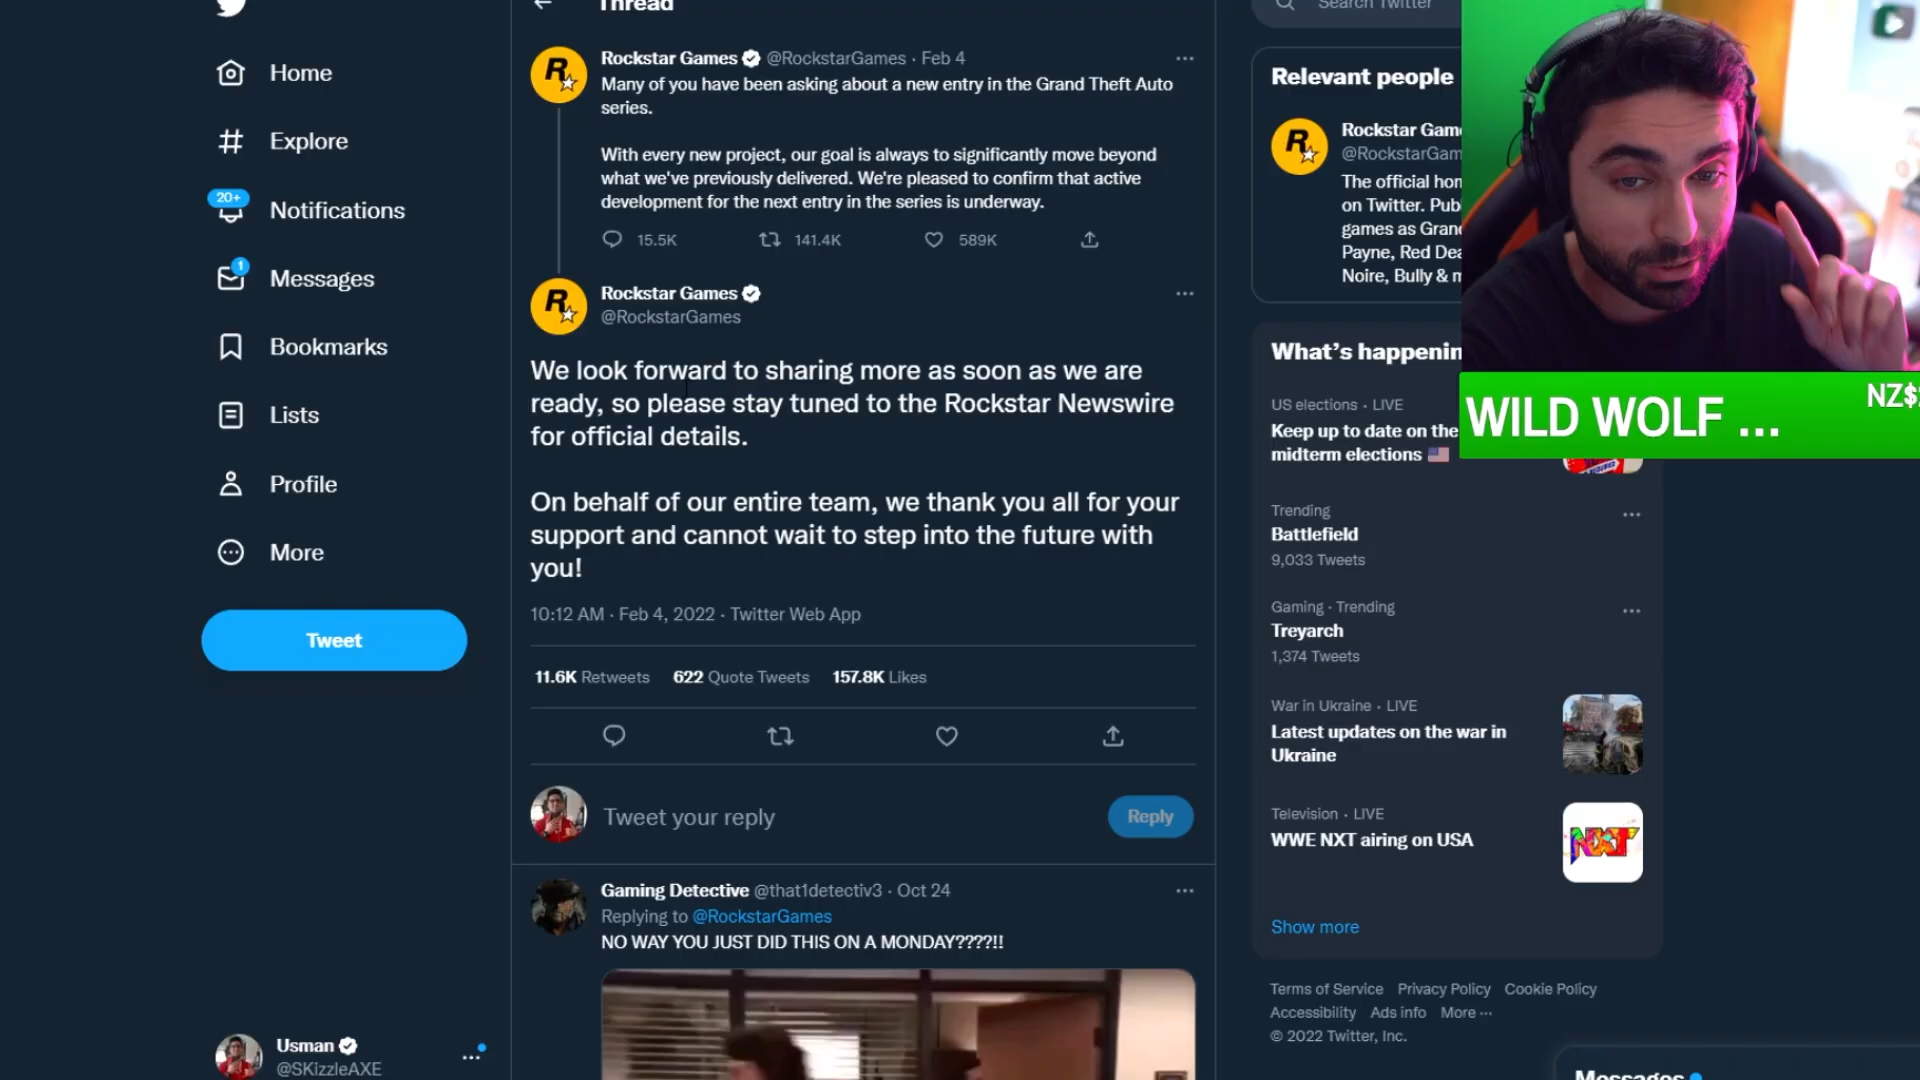 Thread
Search Twitter
Home
Explore
20+
Notifications
1
Messages
Bookmarks
Lists
Profile
More
Tweet
Usman
@SKizzleAXE
Rockstar Games @RockstarGames · Feb 4
Many of you have been asking about a new entry in the Grand Theft Auto
series.
With every new project, our goal is always to significantly move beyond
what we've previously delivered. We're pleased to confirm that active
development for the next entry in the series is underway.
15.5K 141.4K 589K
Rockstar Games
@RockstarGames
We look forward to sharing more as soon as we are
ready, so please stay tuned to the Rockstar Newswire
for official details.
On behalf of our entire team, we thank you all for your
support and cannot wait to step into the future with
you!
10:12 AM · Feb 4, 2022 · Twitter Web App
11.6K Retweets 622 Quote Tweets 157.8K Likes
Tweet your reply
Reply
Gaming Detective @that1detectiv3 · Oct 24
Replying to @RockstarGames
NO WAY YOU JUST DID THIS ON A MONDAY????!!
Relevant people
R
Rockstar Gam
@RockstarGam
The official hom
on Twitter. Pub
games as Gran
Payne, Red Dea
Noire, Bully & m
WILD WOLF ...
NZ$
What's happenin
US elections · LIVE
Keep up to date on the
midterm elections
Trending
Battlefield
9,033 Tweets
Gaming · Trending
Treyarch
1,374 Tweets
War in Ukraine · LIVE
Latest updates on the war in
Ukraine
Television · LIVE
WWE NXT airing on USA
NXT
Show more
Terms of Service Privacy Policy Cookie Policy
Accessibility Ads info More ···
© 2022 Twitter, Inc.
Messages